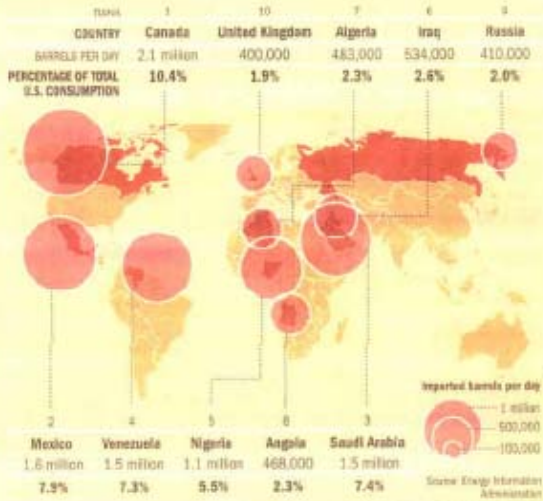 RANK 1 10 7 6 9
COUNTRY Canada United Kingdom Algeria Iraq Russia
BARRELS PER DAY 2.1 million 400,000 483,000 534,000 410,000
PERCENTAGE OF TOTAL 10.4% 1.9% 2.3% 2.6% 2.0%
U.S. CONSUMPTION
Imported barrels per day
1 million
500,000
100,000
2 4 5 8 3
Mexico Venezuela Nigeria Angola Saudi Arabia
1.6 million 1.5 million 1.1 million 468,000 1.5 million
7.9% 7.3% 5.5% 2.3% 7.4%
Source: Energy Information
Administration